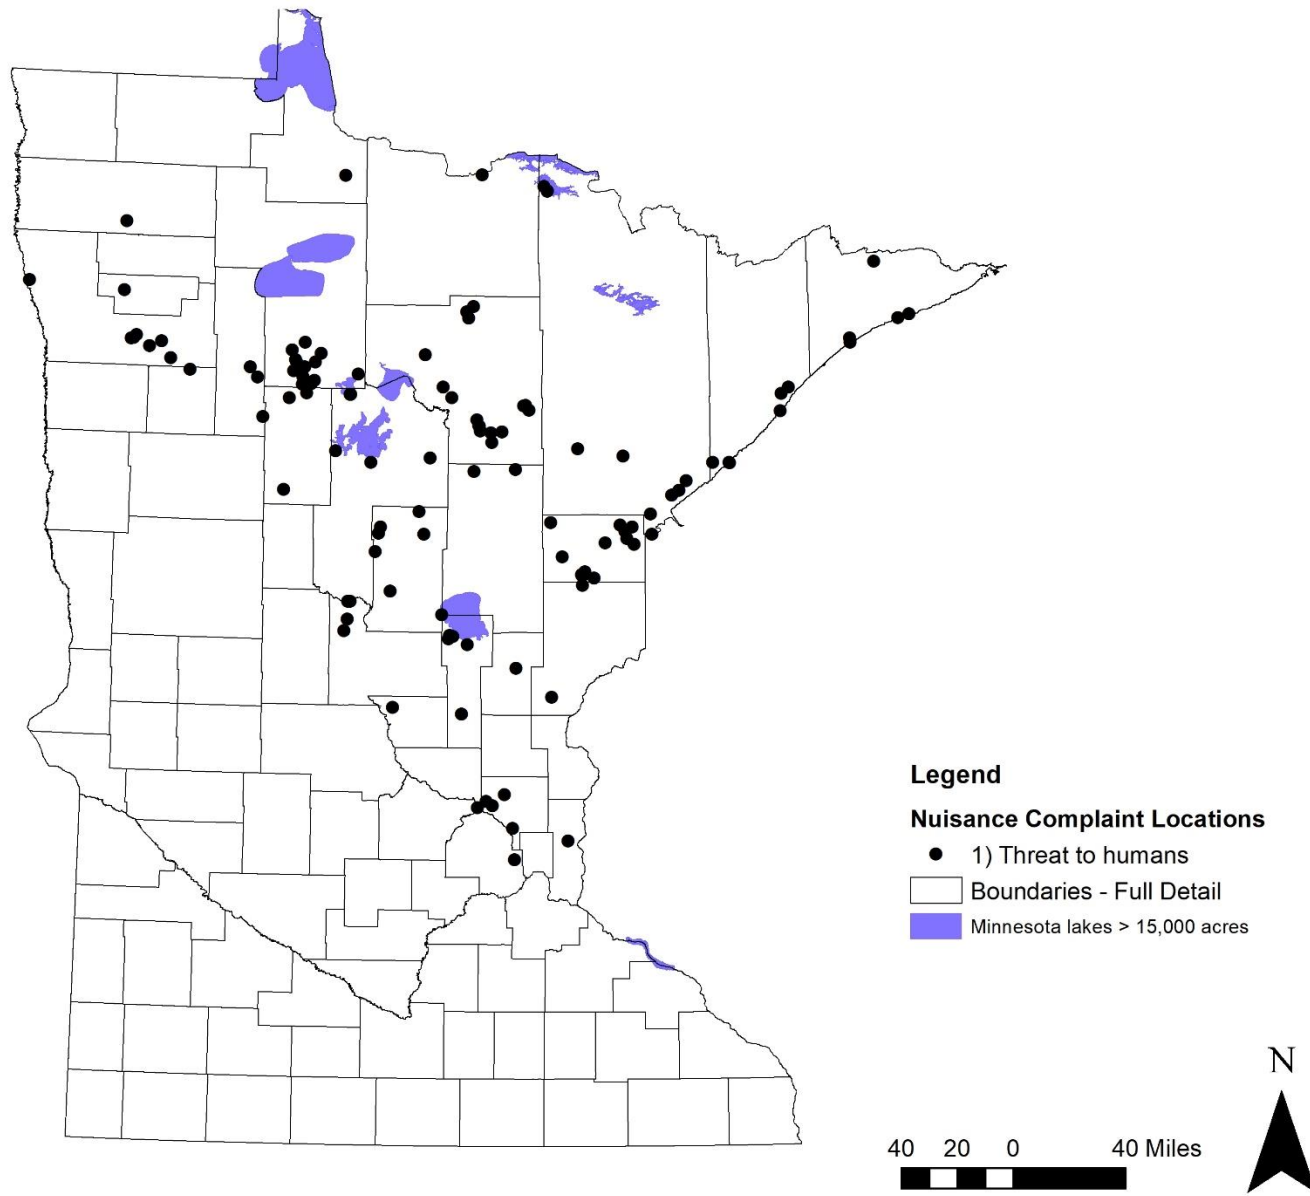 Legend
Nuisance Complaint Locations
1) Threat to humans
Boundaries - Full Detail
Minnesota lakes > 15,000 acres
N
40 20 0 40 Miles